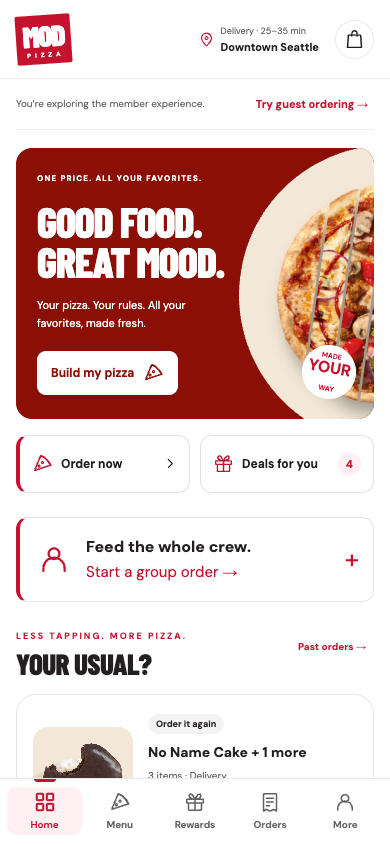 MOD
PIZZA
Delivery · 25–35 min
Downtown Seattle
You’re exploring the member experience.
Try guest ordering →
ONE PRICE. ALL YOUR FAVORITES.
GOOD FOOD.
GREAT MOOD.
Your pizza. Your rules. All your
favorites, made fresh.
Build my pizza
MADE
YOUR
WAY
Order now
Deals for you
4
Feed the whole crew.
Start a group order →
LESS TAPPING. MORE PIZZA.
YOUR USUAL?
Past orders →
Order it again
No Name Cake + 1 more
3 items · Delivery
Home
Menu
Rewards
Orders
More